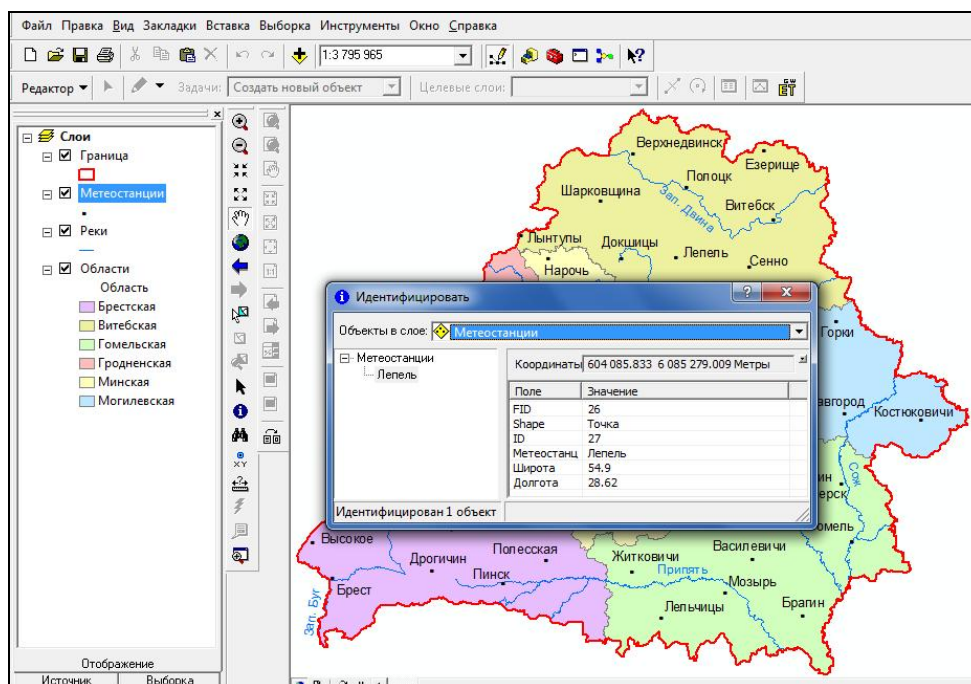 Файл Правка Вид Закладки Вставка Выборка Инструменты Окно Справка
1:3 795 965
Редактор Задачи: Создать новый объект Целевые слои:
Слои
Граница
Метеостанции
Реки
Области
Область
Брестская
Витебская
Гомельская
Гродненская
Минская
Могилевская
Отображение
Источник Выборка
Верхнедвинск
Езерище
Полоцк
Шарковщина
Зап. Двина
Витебск
Лынтупы
Докшицы
Лепель
Сенно
Нарочь
Идентифицировать
Объекты в слое: Метеостанции
Метеостанции
Лепель
Координаты 604 085.833 6 085 279.009 Метры
Поле Значение
FID 26
Shape Точка
ID 27
Метеостанц Лепель
Широта 54.9
Долгота 28.62
Идентифицирован 1 объект
Горки
авгород
Костюковичи
Сож
ин
ерск
омель
Высокое
Дрогичин
Полесская
Житковичи
Василевичи
Брест
Пинск
Припять
Мозырь
Зап. Буг
Лельчицы
Брагин